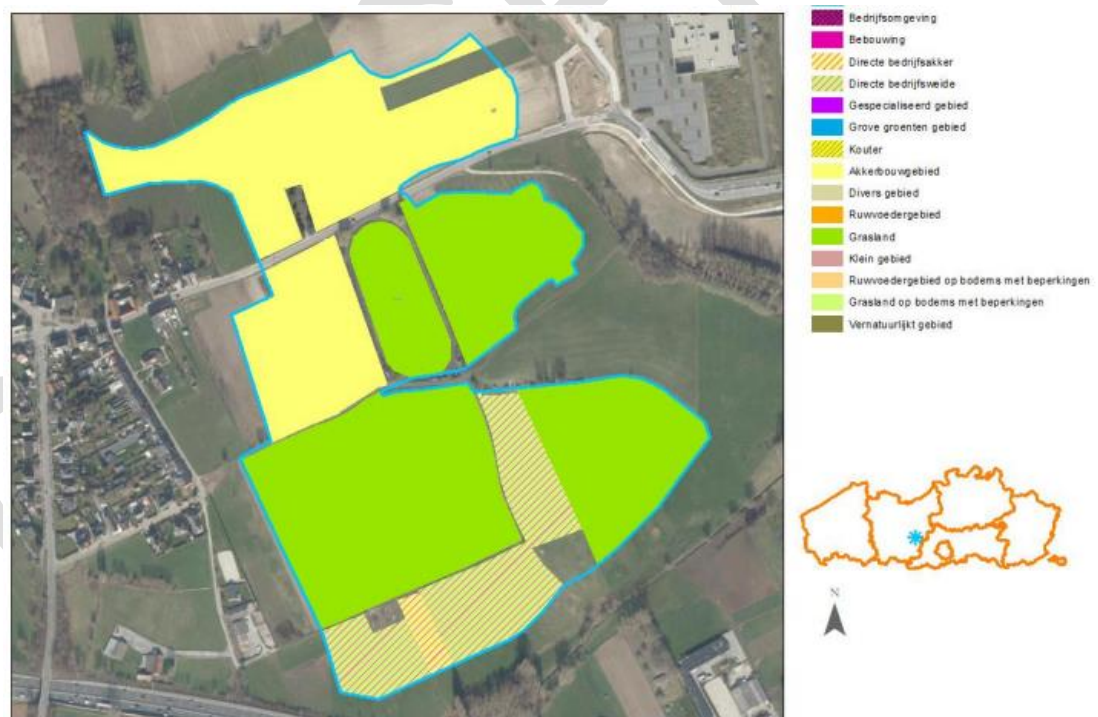 Bedrijfsomgeving
Bebouwing
Directe bedrijfsakker
Directe bedrijfsweide
Gespecialiseerd gebied
Grove groenten gebied
Kouter
Akkerbouwgebied
Divers gebied
Ruwvoedergebied
Grasland
Klein gebied
Ruwvoedergebied op bodems met beperkingen
Grasland op bodems met beperkingen
Vernatuurlijkt gebied
N